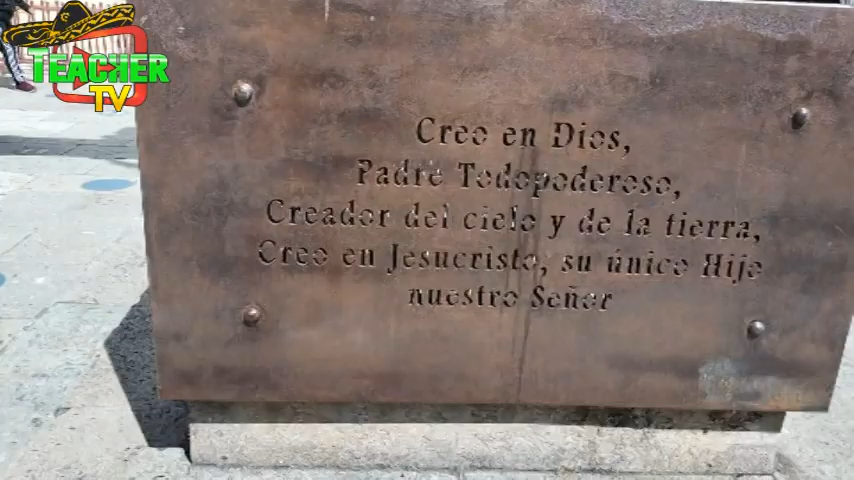 TEACHER
TV
Creo en Dios,
Padre Todopoderoso,
Creador del cielo y de la tierra,
Creo en Jesucristo, su único Hijo
nuestro Señor